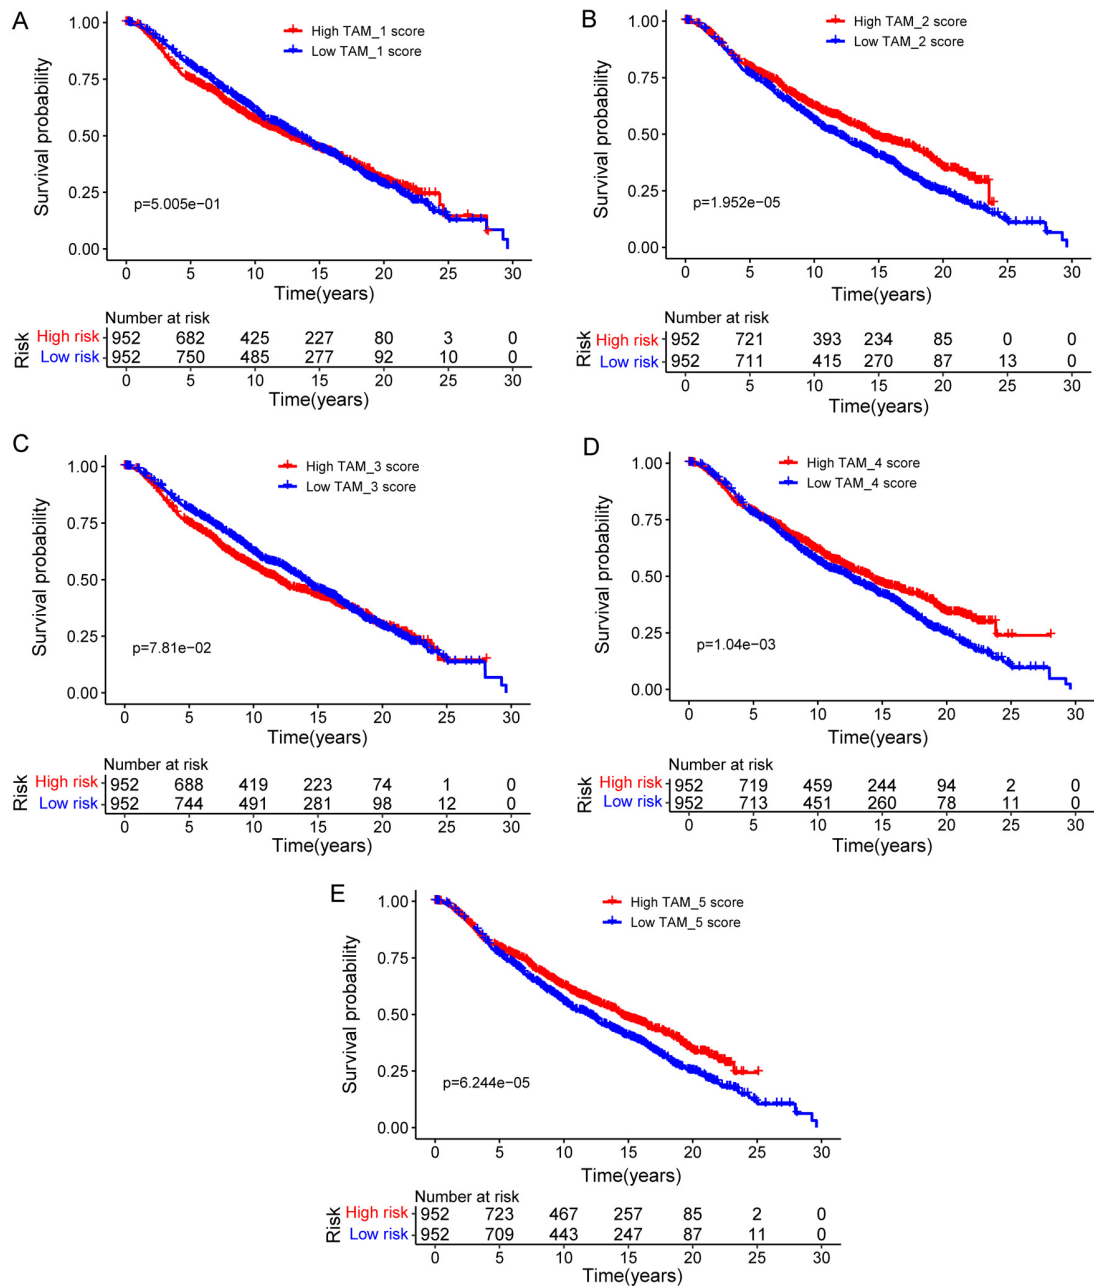 A
High TAM_1 score
Low TAM_1 score
1.00
0.75
0.50
0.25
0.00
Survival probability
p=5.005e−01
0 5 10 15 20 25 30
Time(years)
Number at risk
Risk
High risk 952 682 425 227 80 3 0
Low risk 952 750 485 277 92 10 0
0 5 10 15 20 25 30
Time(years)
B
High TAM_2 score
Low TAM_2 score
1.00
0.75
0.50
0.25
0.00
Survival probability
p=1.952e−05
0 5 10 15 20 25 30
Time(years)
Number at risk
Risk
High risk 952 721 393 234 85 0 0
Low risk 952 711 415 270 87 13 0
0 5 10 15 20 25 30
Time(years)
C
High TAM_3 score
Low TAM_3 score
1.00
0.75
0.50
0.25
0.00
Survival probability
p=7.81e−02
0 5 10 15 20 25 30
Time(years)
Number at risk
Risk
High risk 952 688 419 223 74 1 0
Low risk 952 744 491 281 98 12 0
0 5 10 15 20 25 30
Time(years)
D
High TAM_4 score
Low TAM_4 score
1.00
0.75
0.50
0.25
0.00
Survival probability
p=1.04e−03
0 5 10 15 20 25 30
Time(years)
Number at risk
Risk
High risk 952 719 459 244 94 2 0
Low risk 952 713 451 260 78 11 0
0 5 10 15 20 25 30
Time(years)
E
High TAM_5 score
Low TAM_5 score
1.00
0.75
0.50
0.25
0.00
Survival probability
p=6.244e−05
0 5 10 15 20 25 30
Time(years)
Number at risk
Risk
High risk 952 723 467 257 85 2 0
Low risk 952 709 443 247 87 11 0
0 5 10 15 20 25 30
Time(years)